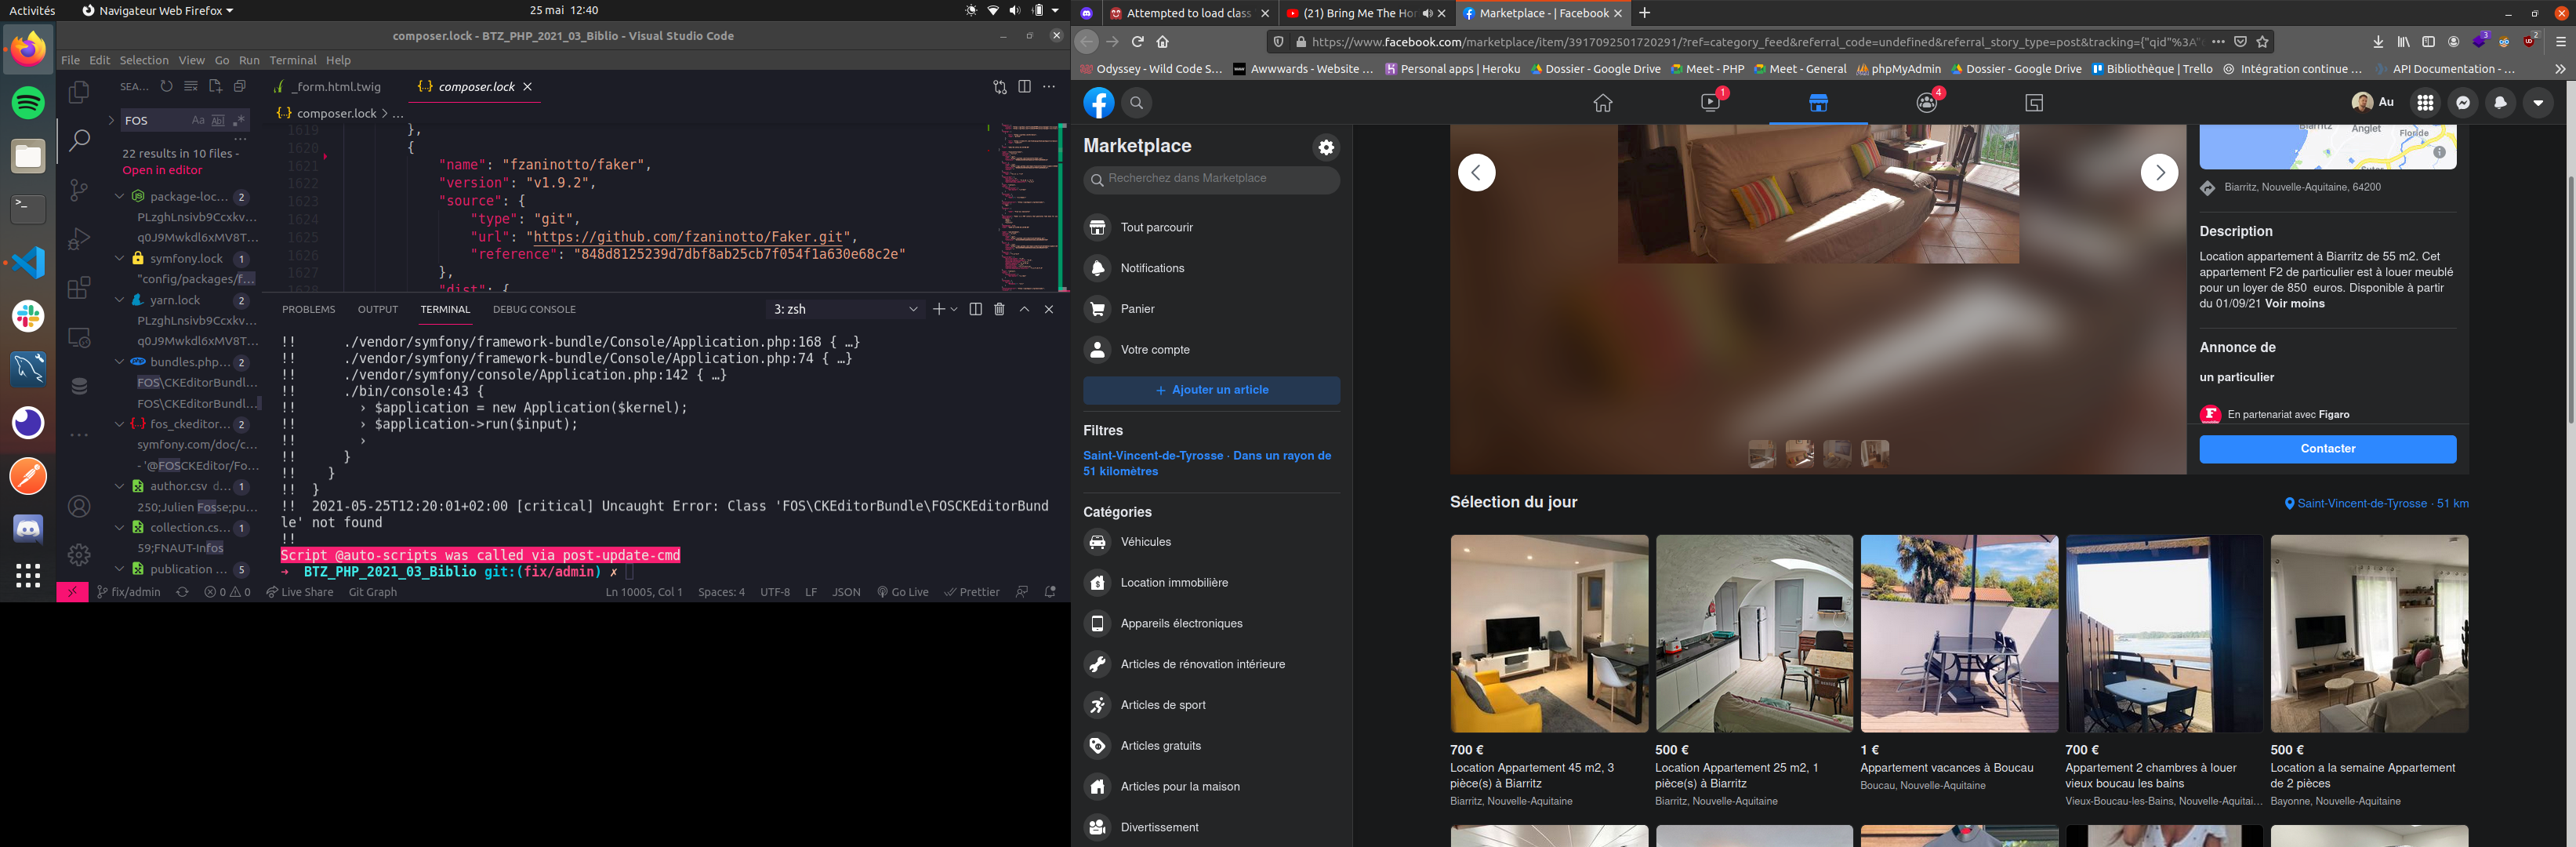 Activités
Navigateur Web Firefox
25 mai 12:40
composer.lock - BTZ_PHP_2021_03_Biblio - Visual Studio Code
File Edit Selection View Go Run Terminal Help
SEA...
FOS
22 results in 10 files -
Open in editor
package-loc... 2
PLzghLnsivb9Ccxkv...
q0J9Mwkdl6xMV8T...
symfony.lock 1
"config/packages/f...
yarn.lock 2
PLzghLnsivb9Ccxkv...
q0J9Mwkdl6xMV8T...
bundles.php... 2
FOS\CKEditorBundl...
FOS\CKEditorBundl...
fos_ckeditor... 2
symfony.com/doc/c...
- '@FOSCKEditor/Fo...
author.csv d... 1
250;Julien Fosse;pu...
collection.cs... 1
59;FNAUT-Infos
publication ... 5
_form.html.twig
composer.lock
composer.lock > ...
1619 },
1620 {
1621 "name": "fzaninotto/faker",
1622 "version": "v1.9.2",
1623 "source": {
1624 "type": "git",
1625 "url": "https://github.com/fzaninotto/Faker.git",
1626 "reference": "848d8125239d7dbf8ab25cb7f054f1a630e68c2e"
1627 },
"dist": {
PROBLEMS OUTPUT TERMINAL DEBUG CONSOLE
3: zsh
!! ./vendor/symfony/framework-bundle/Console/Application.php:168 { …}
!! ./vendor/symfony/framework-bundle/Console/Application.php:74 { …}
!! ./vendor/symfony/console/Application.php:142 { …}
!! ./bin/console:43 {
!! › $application = new Application($kernel);
!! › $application->run($input);
!! ›
!! }
!! }
!! }
!! 2021-05-25T12:20:01+02:00 [critical] Uncaught Error: Class 'FOS\CKEditorBundle\FOSCKEditorBund
le' not found
!!
Script @auto-scripts was called via post-update-cmd
➜ BTZ_PHP_2021_03_Biblio git:(fix/admin) ✗
fix/admin 0 0 Live Share Git Graph
Ln 10005, Col 1 Spaces: 4 UTF-8 LF JSON Go Live Prettier
Attempted to load class
(21) Bring Me The Hor
Marketplace - | Facebook
https://www.facebook.com/marketplace/item/3917092501720291/?ref=category_feed&referral_code=undefined&referral_story_type=post&tracking={"qid"%3A"
Odyssey - Wild Code S... Awwwards - Website ... Personal apps | Heroku Dossier - Google Drive Meet - PHP Meet - General phpMyAdmin Dossier - Google Drive Bibliothèque | Trello Intégration continue ... API Documentation - ...
1
4
Au
Marketplace
Recherchez dans Marketplace
Tout parcourir
Notifications
Panier
Votre compte
+ Ajouter un article
Filtres
Saint-Vincent-de-Tyrosse · Dans un rayon de
51 kilomètres
Catégories
Véhicules
Location immobilière
Appareils électroniques
Articles de rénovation intérieure
Articles de sport
Articles gratuits
Articles pour la maison
Divertissement
Biarritz
Anglet
Floride
Biarritz, Nouvelle-Aquitaine, 64200
Description
Location appartement à Biarritz de 55 m2. Cet
appartement F2 de particulier est à louer meublé
pour un loyer de 850 euros. Disponible à partir
du 01/09/21 Voir moins
Annonce de
un particulier
En partenariat avec Figaro
Contacter
Sélection du jour
Saint-Vincent-de-Tyrosse · 51 km
700 €
Location Appartement 45 m2, 3
pièce(s) à Biarritz
Biarritz, Nouvelle-Aquitaine
500 €
Location Appartement 25 m2, 1
pièce(s) à Biarritz
Biarritz, Nouvelle-Aquitaine
1 €
Appartement vacances à Boucau
Boucau, Nouvelle-Aquitaine
700 €
Appartement 2 chambres à louer
vieux boucau les bains
Vieux-Boucau-les-Bains, Nouvelle-Aquitai...
500 €
Location a la semaine Appartement
de 2 pièces
Bayonne, Nouvelle-Aquitaine